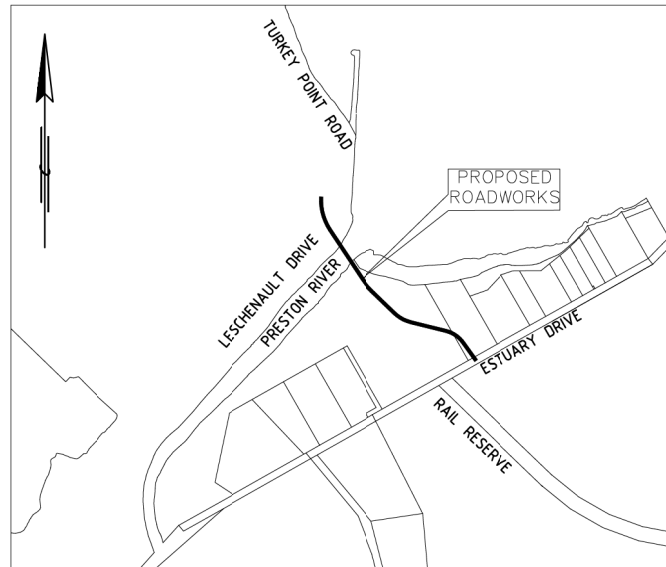 TURKEY POINT ROAD
PROPOSED
ROADWORKS
LESCHENAULT DRIVE
PRESTON RIVER
ESTUARY DRIVE
RAIL RESERVE